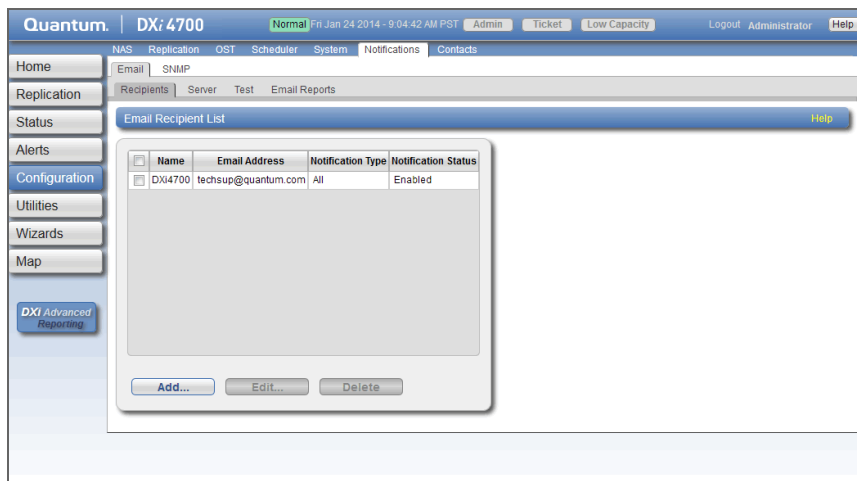 Quantum. DXi 4700 Normal Fri Jan 24 2014 - 9:04:42 AM PST Admin Ticket Low Capacity Logout Administrator Help
NAS Replication OST Scheduler System Notifications Contacts
Home
Email SNMP
Replication
Recipients Server Test Email Reports
Status
Email Recipient List Help
Alerts
Name Email Address Notification Type Notification Status
Configuration
DXi4700 techsup@quantum.com All Enabled
Utilities
Wizards
Map
DXi Advanced
Reporting
Add... Edit... Delete